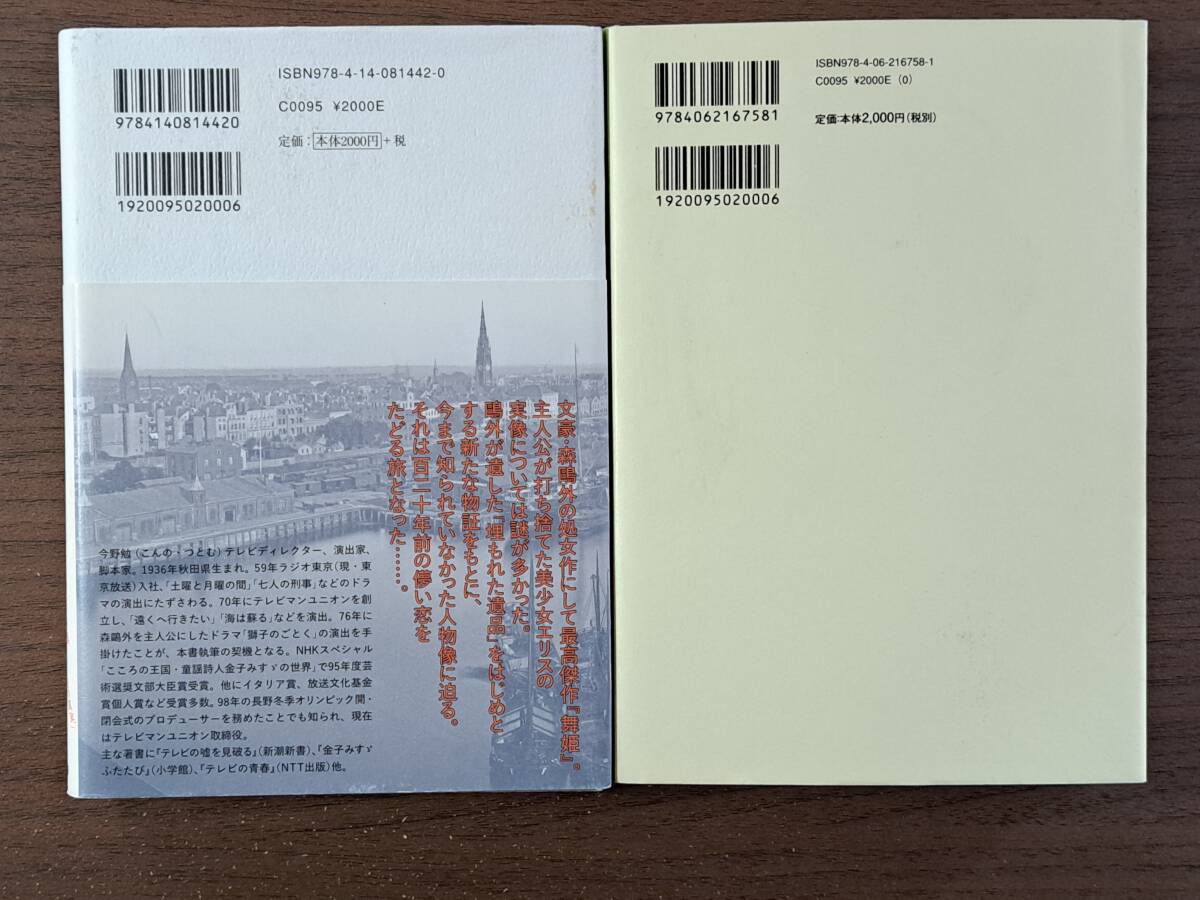 ISBN978-4-14-081442-0
C0095 ¥2000E
定価：本体2000円+税
9784140814420
1920095020006
文豪・森鷗外の処女作にして最高傑作『舞姫』。
主人公が打ち捨てた美少女エリスの
実像については謎が多かった。
鷗外が遺した「埋もれた遺品」をはじめと
する新たな物証をもとに、
今まで知られていなかった人物像に迫る。
それは百二十年前の儚い恋を
たどる旅となった……。
今野勉（こんの・つとむ）テレビディレクター、演出家、
脚本家。1936年秋田県生まれ。59年ラジオ東京（現・東
京放送）入社、「土曜と月曜の間」「七人の刑事」などのドラ
マの演出にたずさわる。70年にテレビマンユニオンを創
立し、「遠くへ行きたい」「海は蘇る」などを演出。76年に
森鷗外を主人公にしたドラマ「獅子のごとく」の演出を手
掛けたことが、本書執筆の契機となる。NHKスペシャル
「こころの王国・童謡詩人金子みすゞの世界」で95年度芸
術選奨文部大臣賞受賞。他にイタリア賞、放送文化基金
賞個人賞など受賞多数。98年の長野冬季オリンピック開・
閉会式のプロデューサーを務めたことでも知られ、現在
はテレビマンユニオン取締役。
主な著書に『テレビの嘘を見破る』（新潮新書）、『金子みすゞ
ふたたび』（小学館）、『テレビの青春』（NTT出版）他。
ISBN978-4-06-216758-1
C0095 ¥2000E (0)
定価：本体2,000円（税別）
9784062167581
1920095020006